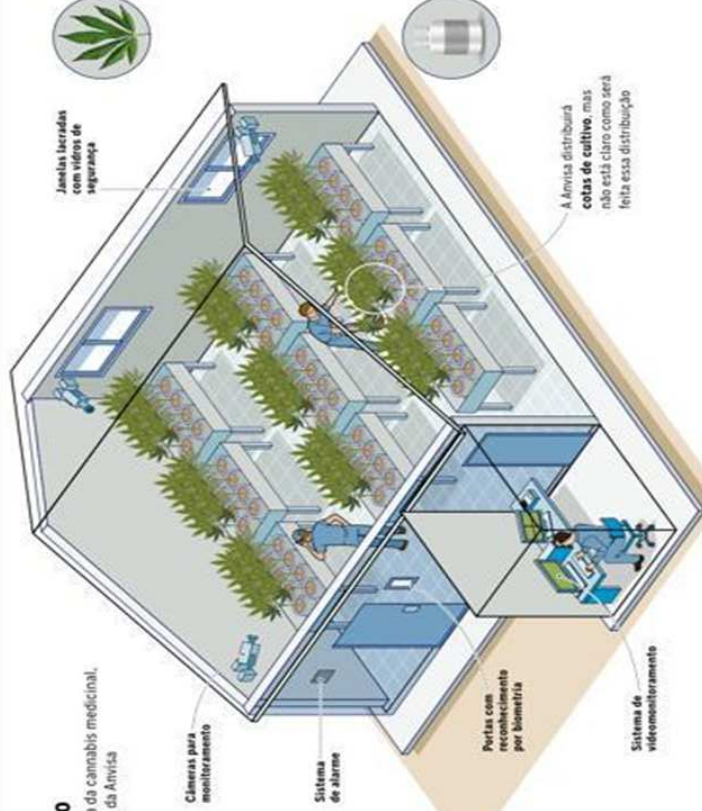 o
a da cannabis medicinal,
da Anvisa
Câmeras para
monitoramento
Sistema
de alarme
Portas com
reconhecimento
por biometria
Sistema de
videomonitoramento
Janelas lacradas
com vidros de
segurança
A Anvisa distribuirá
cotas de cultivo, mas
não está claro como será
feita essa distribuição